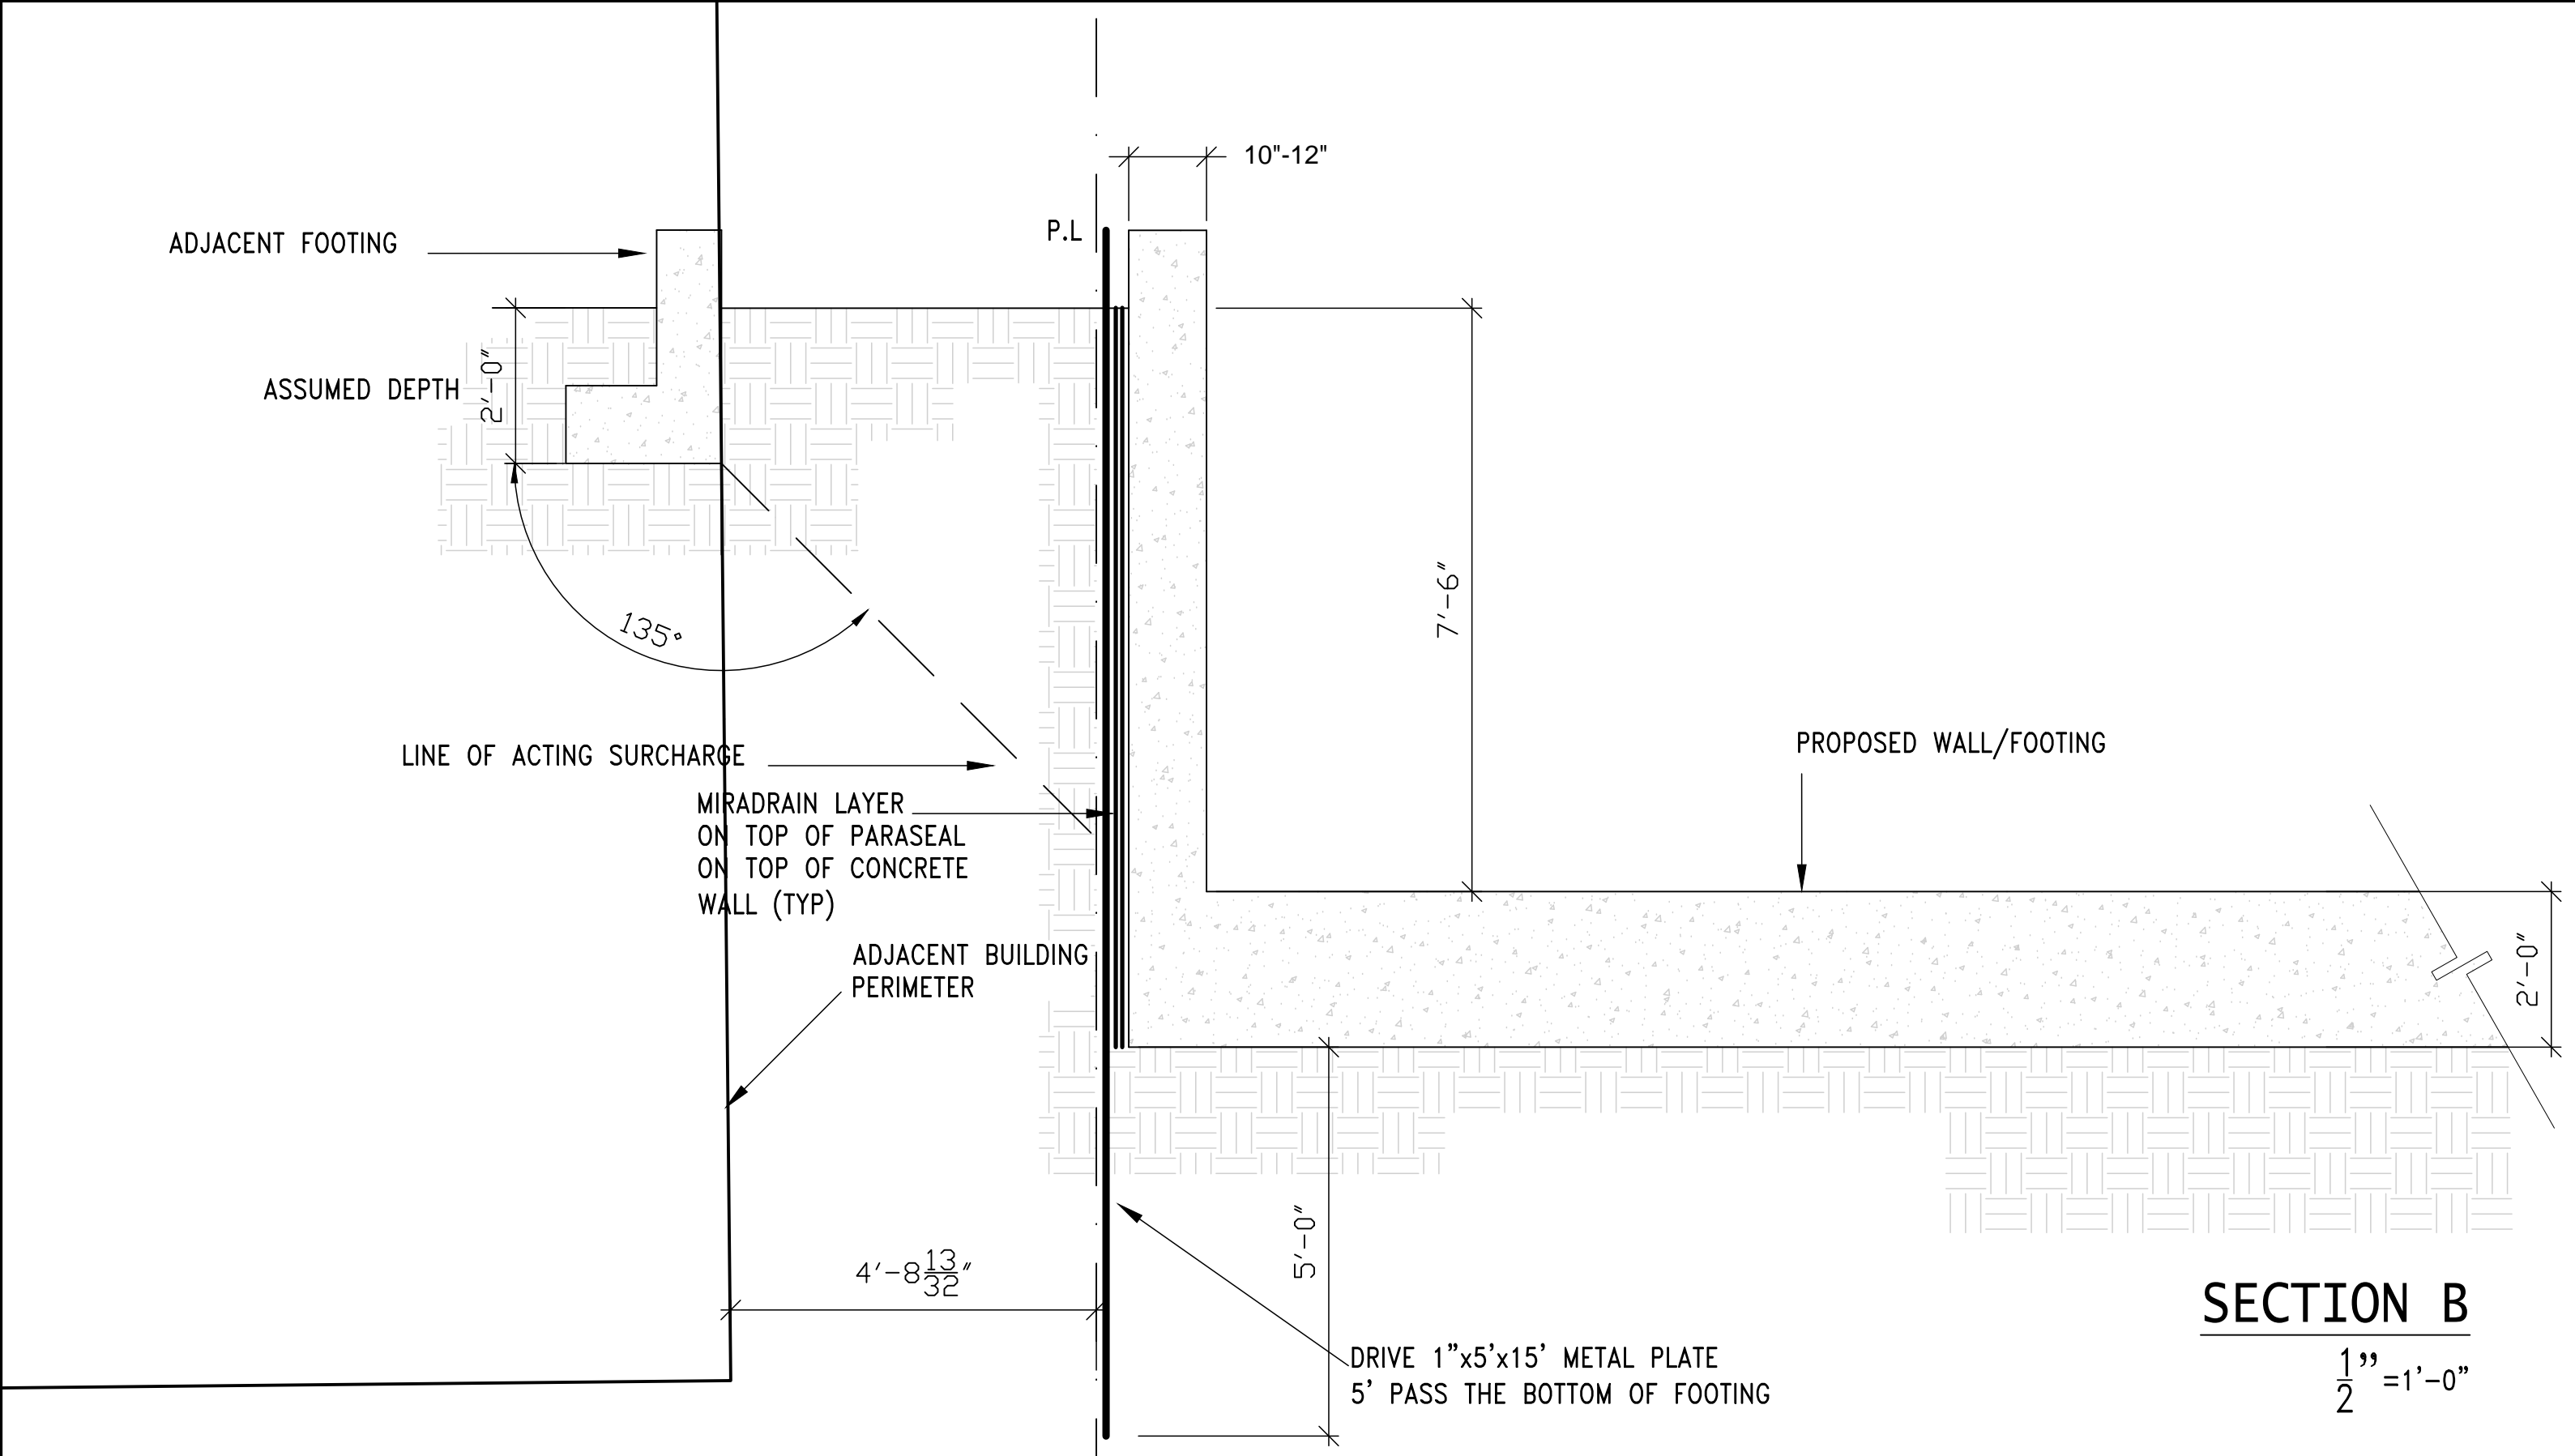 10"-12"
P.L
ADJACENT FOOTING
ASSUMED DEPTH
2'-0"
135°
7'-6"
LINE OF ACTING SURCHARGE
PROPOSED WALL/FOOTING
MIRADRAIN LAYER
ON TOP OF PARASEAL
ON TOP OF CONCRETE
WALL (TYP)
ADJACENT BUILDING
PERIMETER
2'-0"
5'-0"
4'-8 13/32"
DRIVE 1"x5'x15' METAL PLATE
5' PASS THE BOTTOM OF FOOTING
SECTION B
1/2" =1'-0"